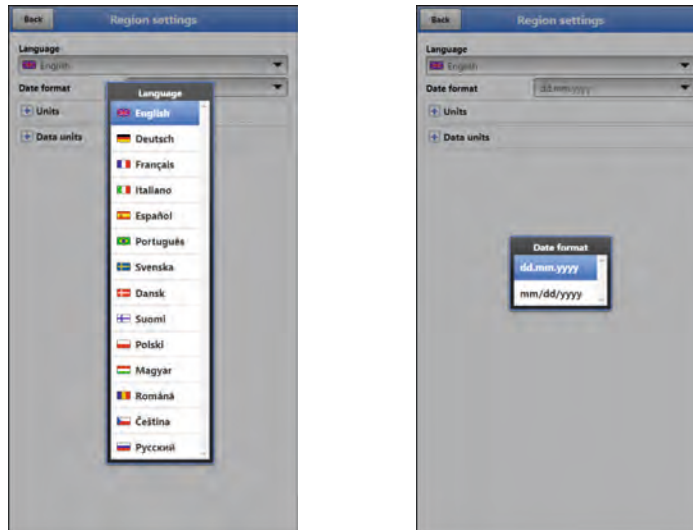 Back Region settings
Language
English
Date format
+ Units
+ Data units
Language
English
Deutsch
Français
Italiano
Español
Português
Svenska
Dansk
Suomi
Polski
Magyar
Română
Čeština
Русский
Back Region settings
Language
English
Date format dd.mm.yyyy
+ Units
+ Data units
Date format
dd.mm.yyyy
mm/dd/yyyy